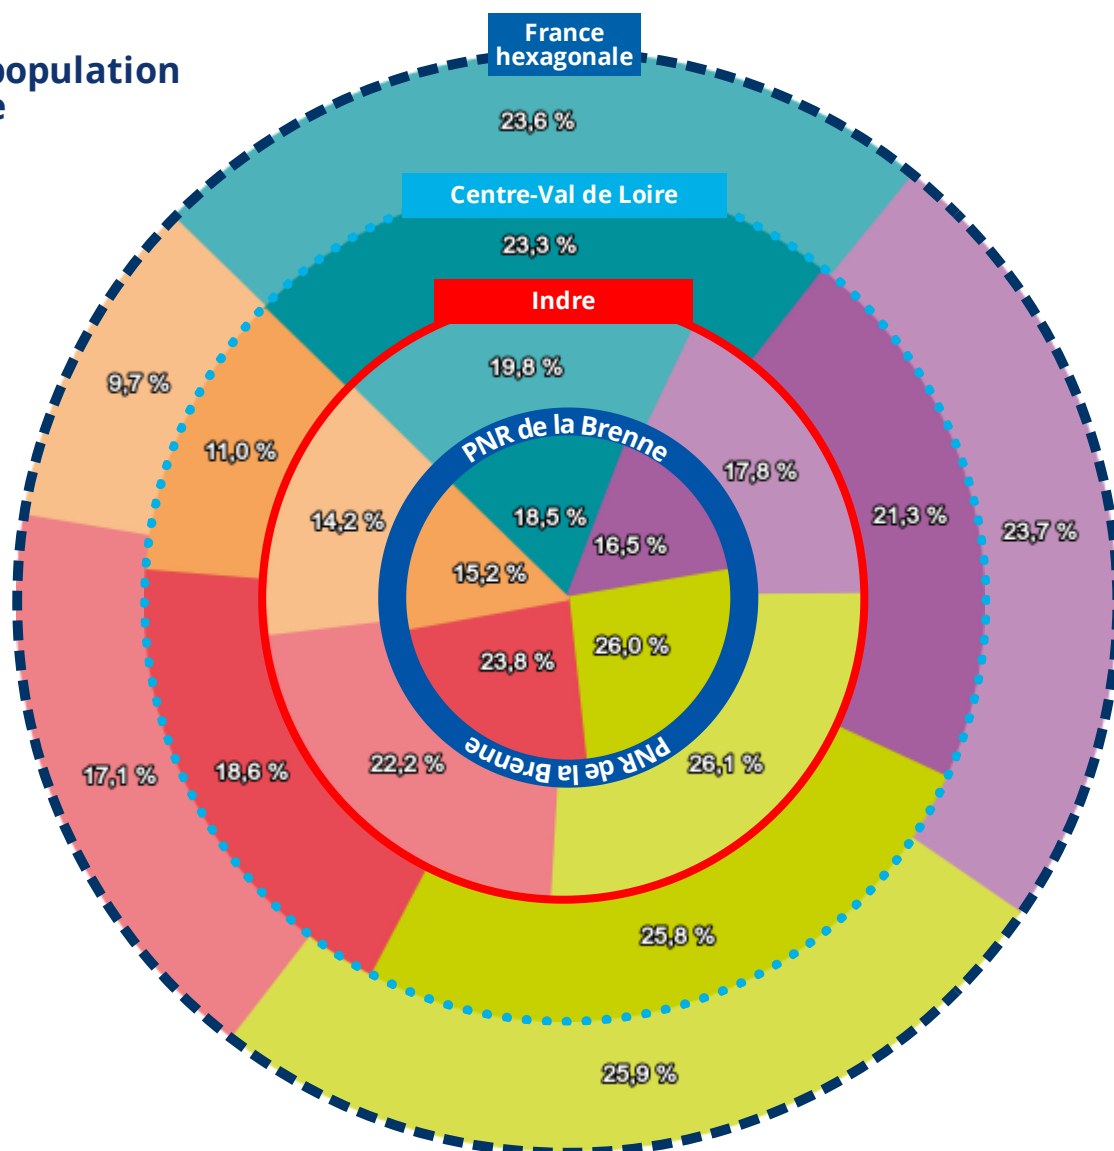 population
e
France
hexagonale
23,6 %
Centre-Val de Loire
23,3 %
Indre
19,8 %
9,7 %
PNR de la Brenne
11,0 %
17,8 %
14,2 %
18,5 %
21,3 %
23,7 %
16,5 %
15,2 %
26,0 %
23,8 %
PNR de la Brenne
22,2 %
26,1 %
17,1 %
18,6 %
25,8 %
25,9 %